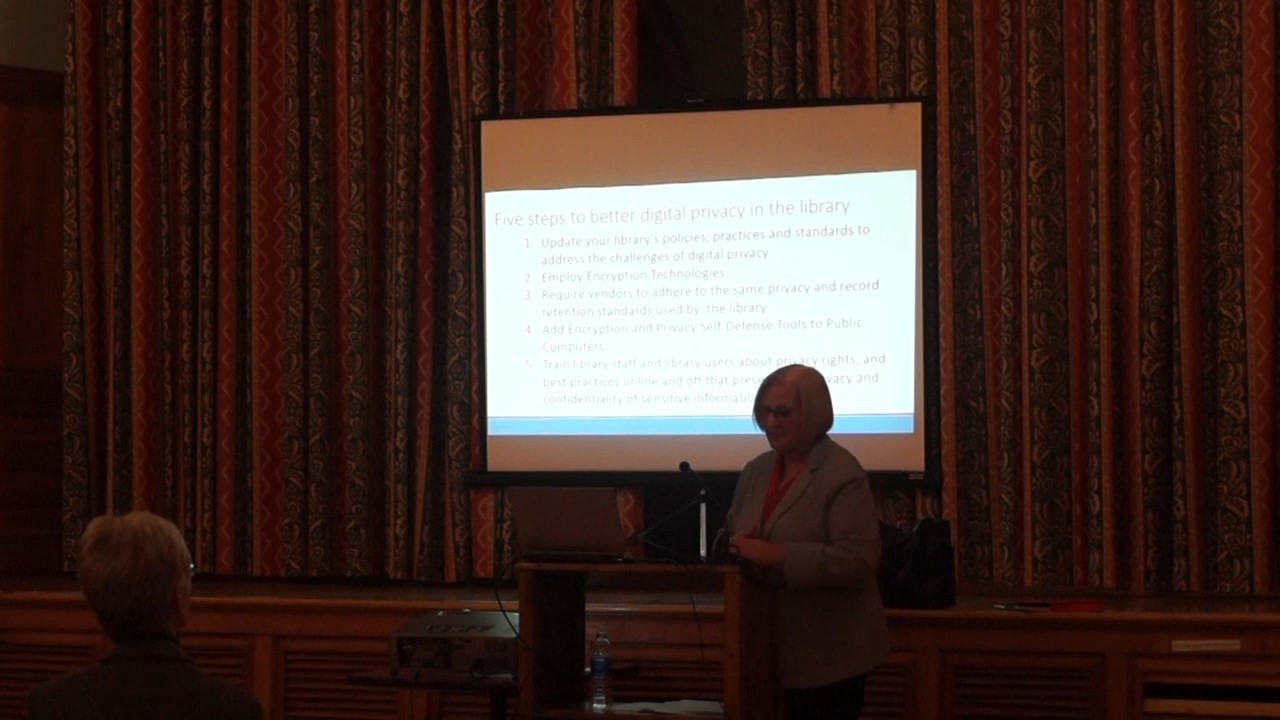 Five steps to better digital privacy in the library
1. Update your library's policies, practices and standards to
address the challenges of digital privacy
2. Employ Encryption Technologies
3. Require vendors to adhere to the same privacy and record
retention standards used by the library
4. Add Encryption and Privacy Self Defense Tools to Public
Computers
5. Train library staff and library users about privacy rights, and
best practices online and off that pres vacy and
confidentiality of sensitive informatio